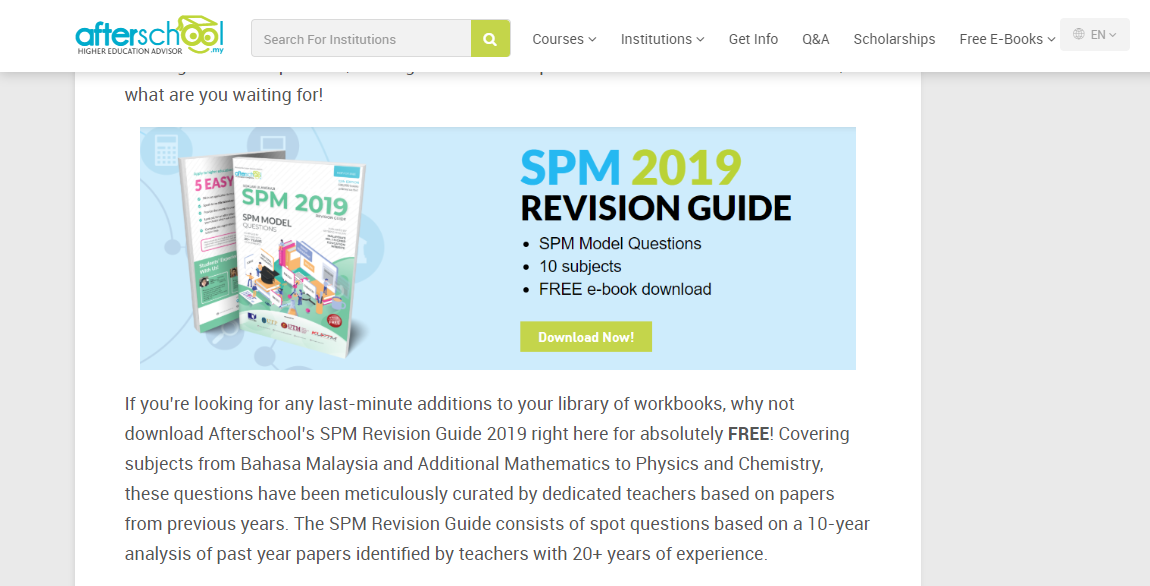 afterschool
HIGHER EDUCATION ADVISOR .my
Search For Institutions
Courses
Institutions
Get Info
Q&A
Scholarships
Free E-Books
EN
what are you waiting for!
5 EASY
afterschool
SPM 2019
REVISION GUIDE
SPM MODEL
QUESTIONS
SPM 2019
REVISION GUIDE
• SPM Model Questions
• 10 subjects
• FREE e-book download
Download Now!
If you're looking for any last-minute additions to your library of workbooks, why not
download Afterschool's SPM Revision Guide 2019 right here for absolutely FREE! Covering
subjects from Bahasa Malaysia and Additional Mathematics to Physics and Chemistry,
these questions have been meticulously curated by dedicated teachers based on papers
from previous years. The SPM Revision Guide consists of spot questions based on a 10-year
analysis of past year papers identified by teachers with 20+ years of experience.